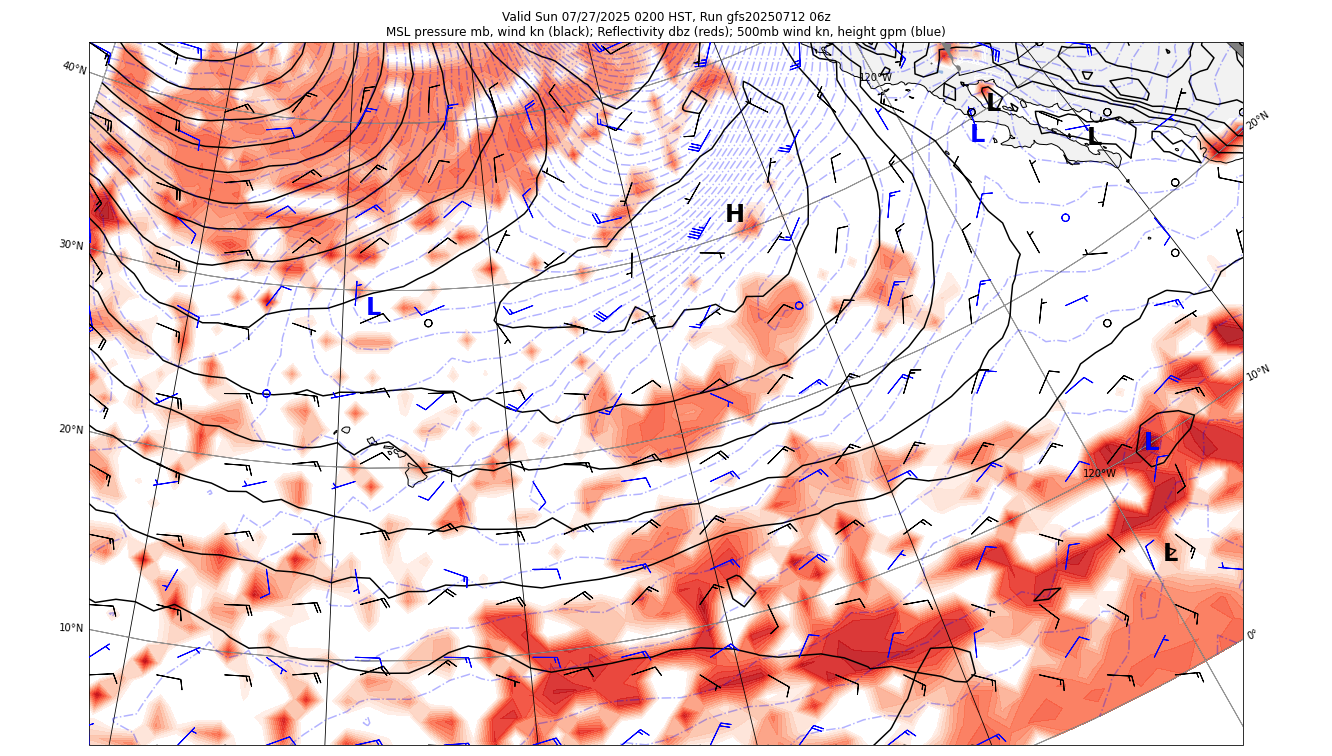 Valid Sun 07/27/2025 0200 HST, Run gfs20250712 06z
MSL pressure mb, wind kn (black); Reflectivity dbz (reds); 500mb wind kn, height gpm (blue)
40°N
120°W
L
20°N
L
L
H
30°N
L
10°N
20°N
L
120°W
L
10°N
0°